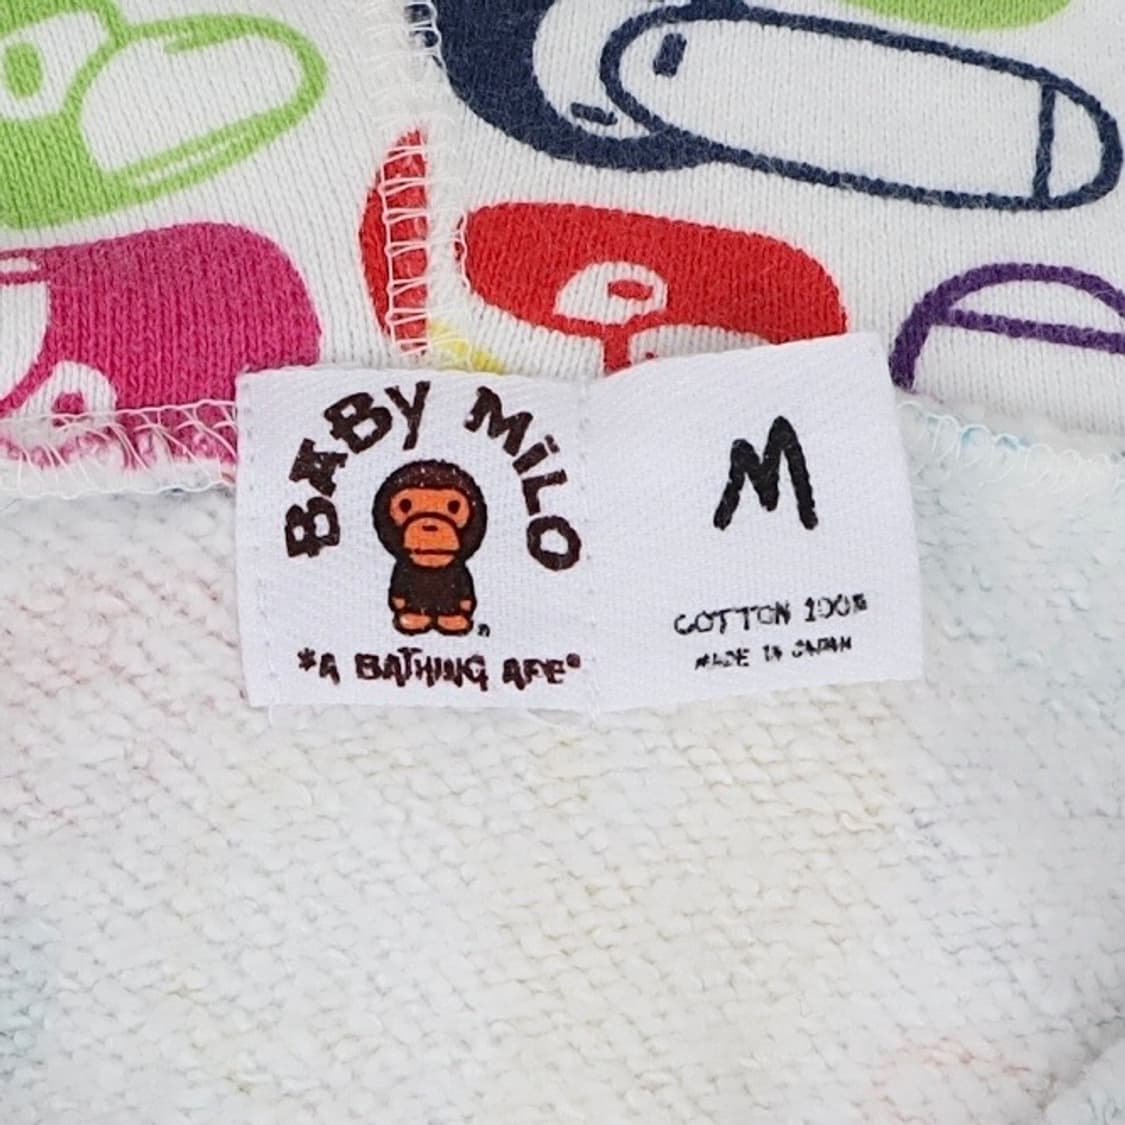 BABY MILO
*A BATHING APE®
M
COTTON 100%
MADE IN JAPAN